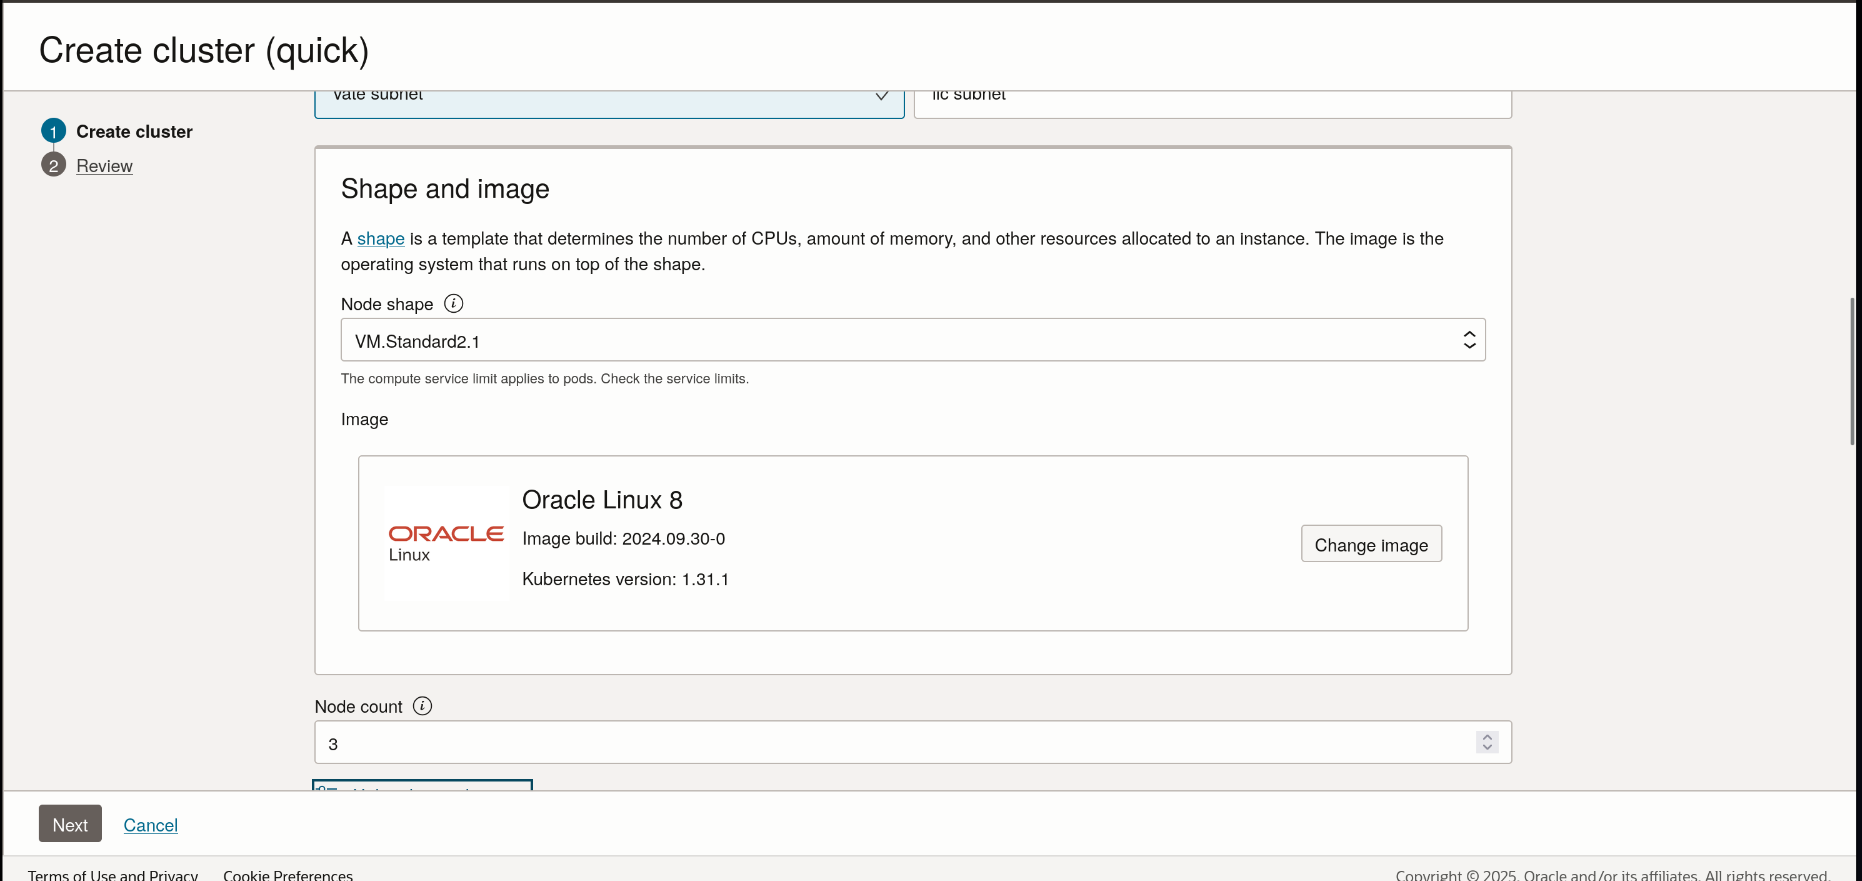 Create cluster (quick)
vate subnet
lic subnet
1 Create cluster
2 Review
Shape and image
A shape is a template that determines the number of CPUs, amount of memory, and other resources allocated to an instance. The image is the
operating system that runs on top of the shape.
Node shape i
VM.Standard2.1
The compute service limit applies to pods. Check the service limits.
Image
ORACLE
Linux
Oracle Linux 8
Image build: 2024.09.30-0
Kubernetes version: 1.31.1
Change image
Node count i
3
Next
Cancel
Terms of Use and Privacy
Cookie Preferences
Copyright © 2025, Oracle and/or its affiliates. All rights reserved.